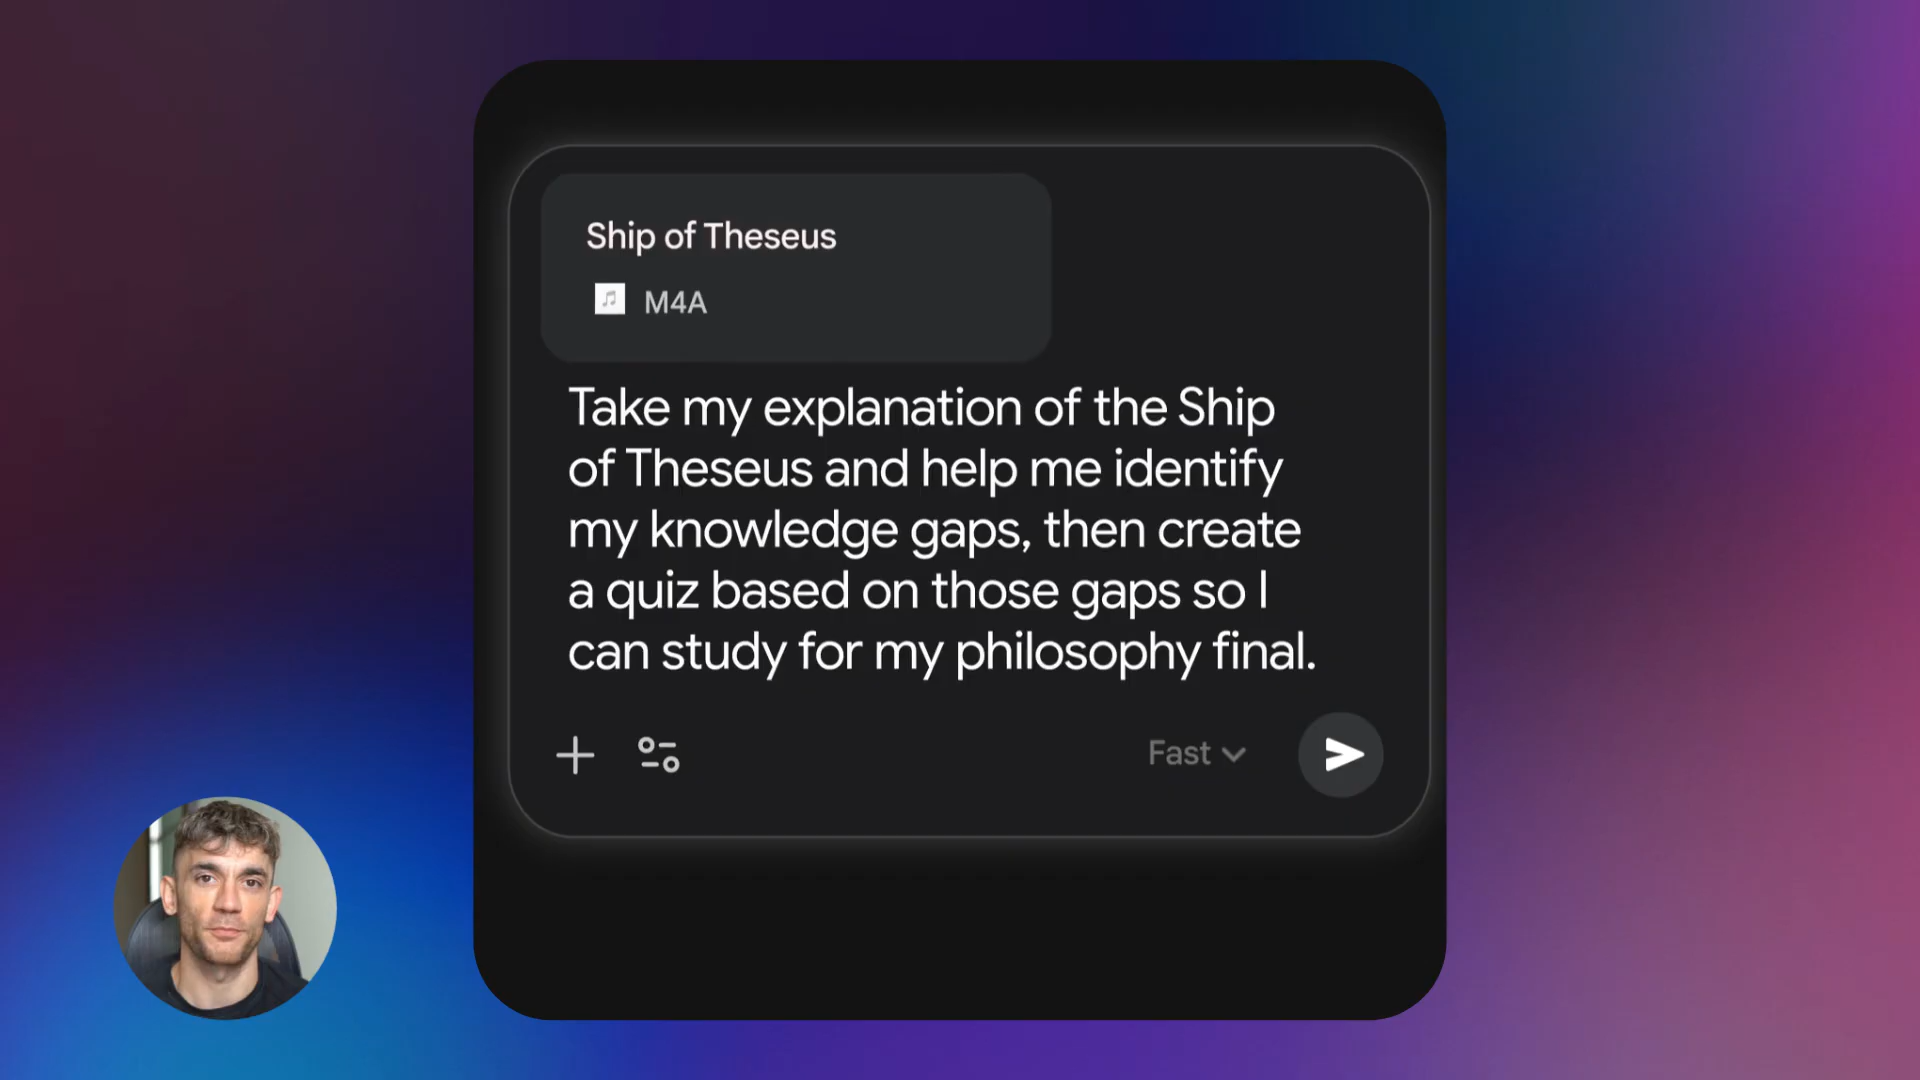 Ship of Theseus
M4A
Take my explanation of the Ship
of Theseus and help me identify
my knowledge gaps, then create
a quiz based on those gaps so I
can study for my philosophy final.
Fast